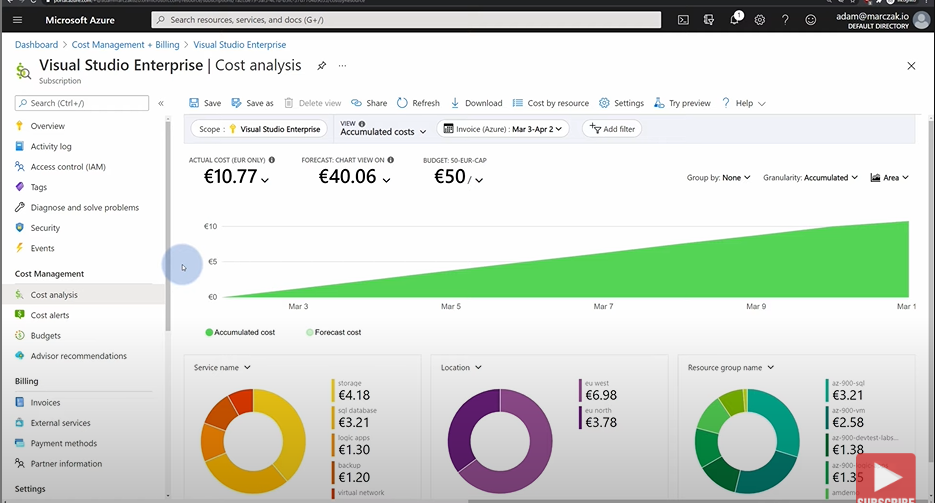 Microsoft Azure
Search resources, services, and docs (G+/)
1
adam@marczak.io
DEFAULT DIRECTORY
Dashboard > Cost Management + Billing > Visual Studio Enterprise
Visual Studio Enterprise | Cost analysis
Subscription
Search (Ctrl+/)
Overview
Activity log
Access control (IAM)
Tags
Diagnose and solve problems
Security
Events
Cost Management
Cost analysis
Cost alerts
Budgets
Advisor recommendations
Billing
Invoices
External services
Payment methods
Partner information
Settings
Save Save as Delete view Share Refresh Download Cost by resource Settings Try preview Help
Scope : Visual Studio Enterprise
VIEW
Accumulated costs
Invoice (Azure) : Mar 3-Apr 2
Add filter
ACTUAL COST (EUR ONLY)
€10.77
FORECAST: CHART VIEW ON
€40.06
BUDGET: 50-EUR-CAP
€50 /
Group by: None
Granularity: Accumulated
Area
€10
€5
€0
Mar 3 Mar 5 Mar 7 Mar 9 Mar 1
Accumulated cost Forecast cost
Service name
storage
€4.18
sql database
€3.21
logic apps
€1.30
backup
€1.20
virtual network
Location
eu west
€6.98
eu north
€3.78
Resource group name
az-900-sql
€3.21
az-900-vm
€2.58
az-900-devtest-labs...
€1.38
€1.35
SUBSCRIBE